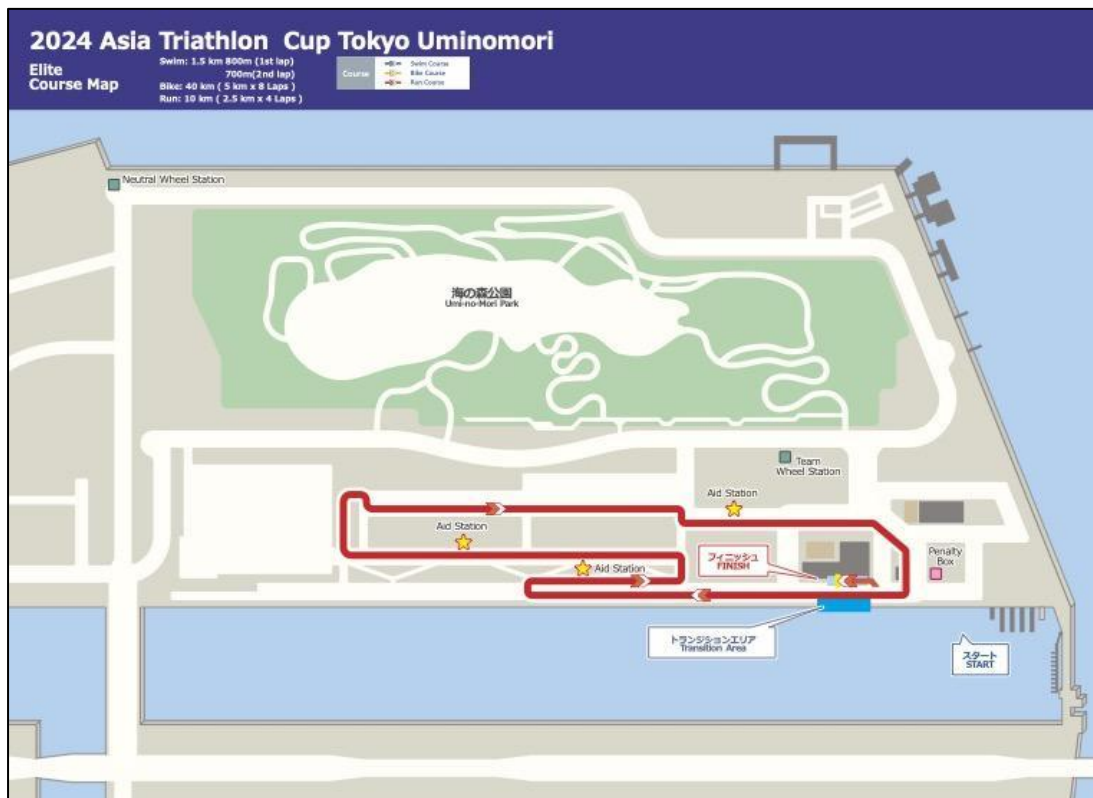 2024 Asia Triathlon Cup Tokyo Uminomori
Elite
Course Map
Swim: 1.5 km 800m (1st lap)
700m(2nd lap)
Bike: 40 km ( 5 km x 8 Laps )
Run: 10 km ( 2.5 km x 4 Laps )
Course
Swim Course
Bike Course
Run Course
Neutral Wheel Station
海の森公園
Umi-no-Mori Park
Team
Wheel Station
Aid Station
Aid Station
Aid Station
フィニッシュ
FINISH
Penalty
Box
トランジションエリア
Transition Area
スタート
START